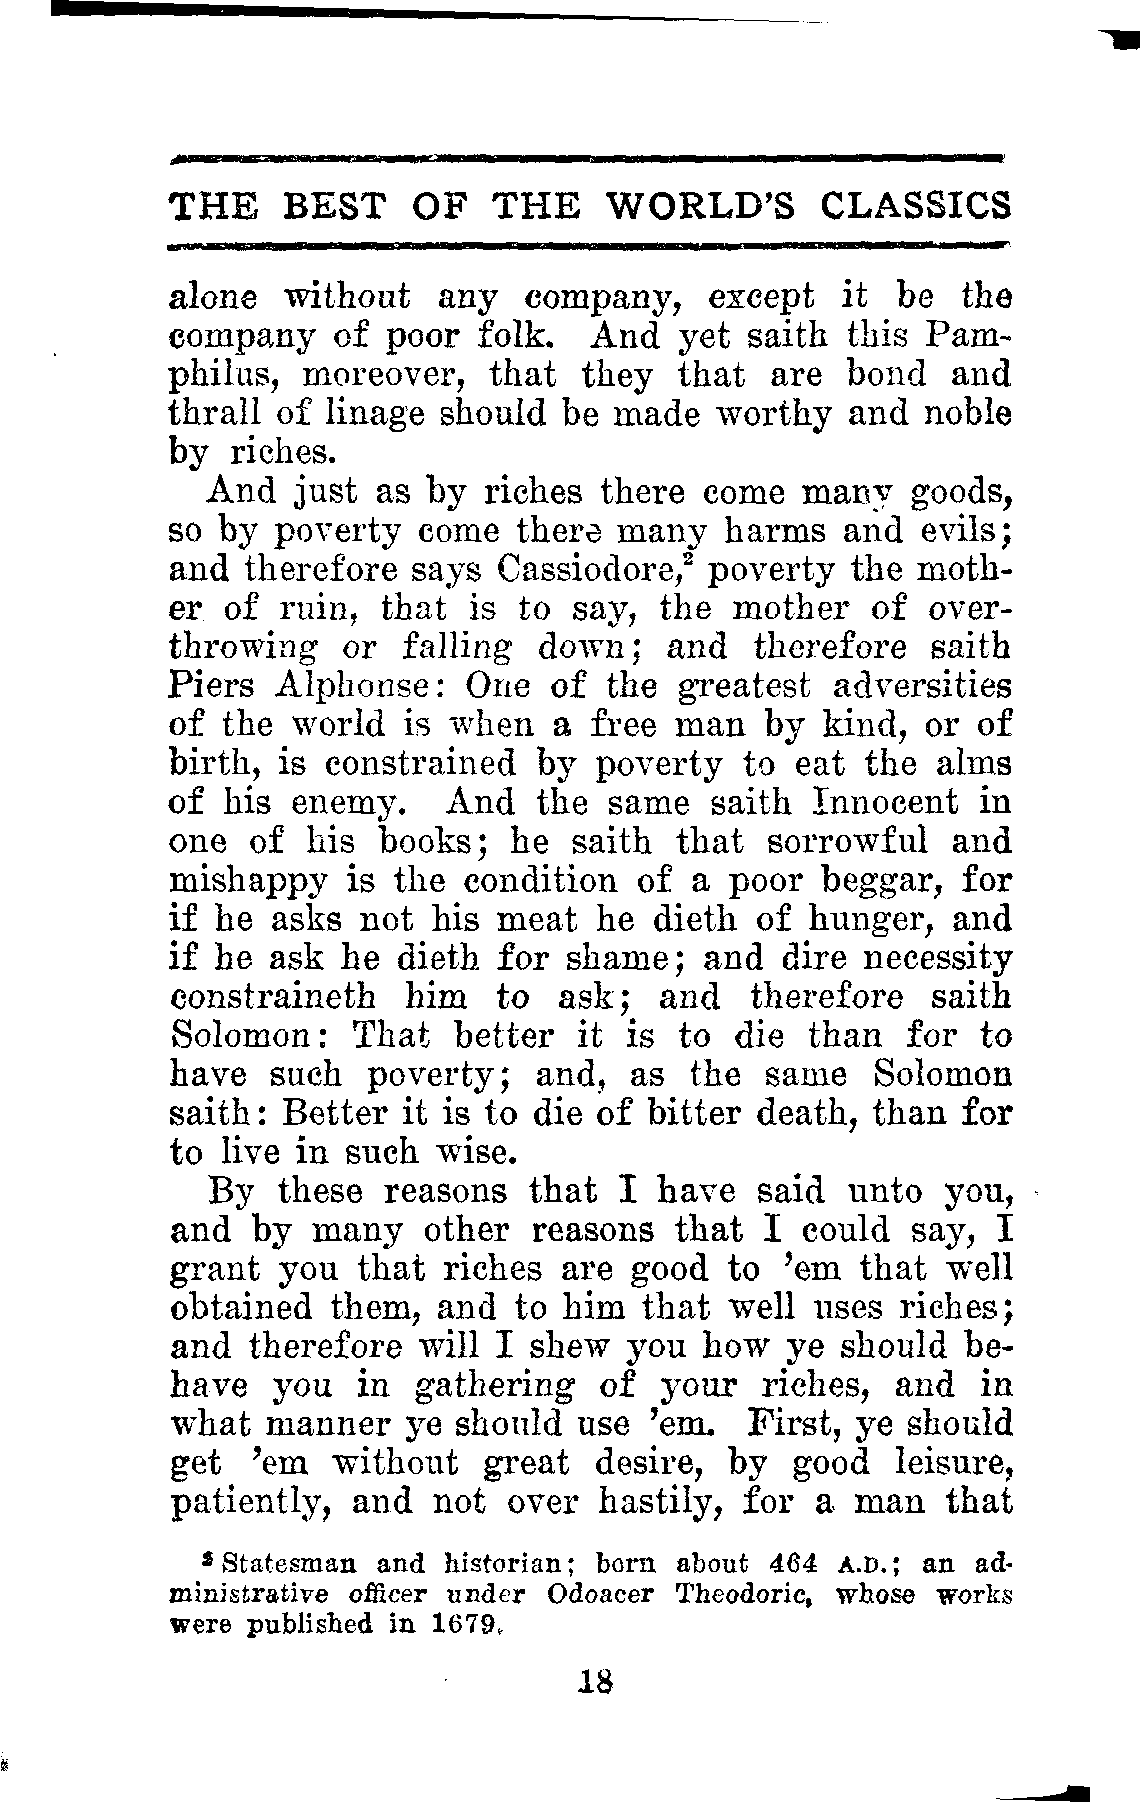 THE BEST OF THE WORLD'S CLASSICS
alone without any company, except it be the
company of poor folk. And yet saith this Pam-
philus, moreover, that they that are bond and
thrall of linage should be made worthy and noble
by riches.
And just as by riches there come many goods,
so by poverty come there many harms and evils;
and therefore says Cassiodore,² poverty the moth-
er of ruin, that is to say, the mother of over-
throwing or falling down; and therefore saith
Piers Alphonse: One of the greatest adversities
of the world is when a free man by kind, or of
birth, is constrained by poverty to eat the alms
of his enemy. And the same saith Innocent in
one of his books; he saith that sorrowful and
mishappy is the condition of a poor beggar, for
if he asks not his meat he dieth of hunger, and
if he ask he dieth for shame; and dire necessity
constraineth him to ask; and therefore saith
Solomon: That better it is to die than for to
have such poverty; and, as the same Solomon
saith: Better it is to die of bitter death, than for
to live in such wise.
By these reasons that I have said unto you,
and by many other reasons that I could say, I
grant you that riches are good to 'em that well
obtained them, and to him that well uses riches;
and therefore will I shew you how ye should be-
have you in gathering of your riches, and in
what manner ye should use 'em. First, ye should
get 'em without great desire, by good leisure,
patiently, and not over hastily, for a man that
² Statesman and historian; born about 464 A.D.; an ad-
ministrative officer under Odoacer Theodoric, whose works
were published in 1679.
18